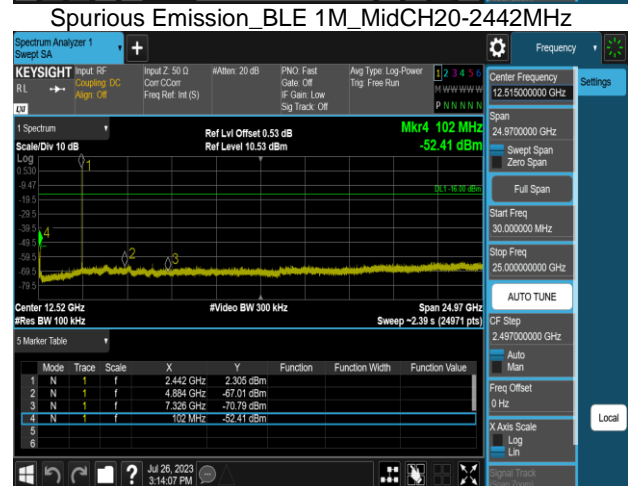 Spurious Emission_BLE 1M_MidCH20-2442MHz
Spectrum Analyzer 1
Swept SA
+
Frequency
KEYSIGHT
RL
LXI
Input: RF
Coupling: DC
Align: Off
Input Z: 50 Ω
Corr CCorr
Freq Ref: Int (S)
#Atten: 20 dB
PNO: Fast
Gate: Off
IF Gain: Low
Sig Track: Off
Avg Type: Log-Power
Trig: Free Run
1 2 3 4 5 6
M W W W W W
P N N N N N
1 Spectrum
Scale/Div 10 dB
Ref Lvl Offset 0.53 dB
Ref Level 10.53 dBm
Mkr4 102 MHz
-52.41 dBm
Log
0.530
-9.47
-19.5
-29.5
-39.5
-49.5
-59.5
-69.5
-79.5
1
2
3
4
DL1 -16.00 dBm
Center 12.52 GHz
#Res BW 100 kHz
#Video BW 300 kHz
Span 24.97 GHz
Sweep ~2.39 s (24971 pts)
5 Marker Table
Mode Trace Scale X Y Function Function Width Function Value
1 N 1 f 2.442 GHz 2.305 dBm
2 N 1 f 4.884 GHz -67.01 dBm
3 N 1 f 7.326 GHz -70.79 dBm
4 N 1 f 102 MHz -52.41 dBm
5
6
?
Jul 26, 2023
3:14:07 PM
Center Frequency
12.515000000 GHz
Span
24.9700000 GHz
Swept Span
Zero Span
Full Span
Start Freq
30.000000 MHz
Stop Freq
25.000000000 GHz
AUTO TUNE
CF Step
2.497000000 GHz
Auto
Man
Freq Offset
0 Hz
X Axis Scale
Log
Lin
Signal Track
(Span Zoom)
Settings
Local